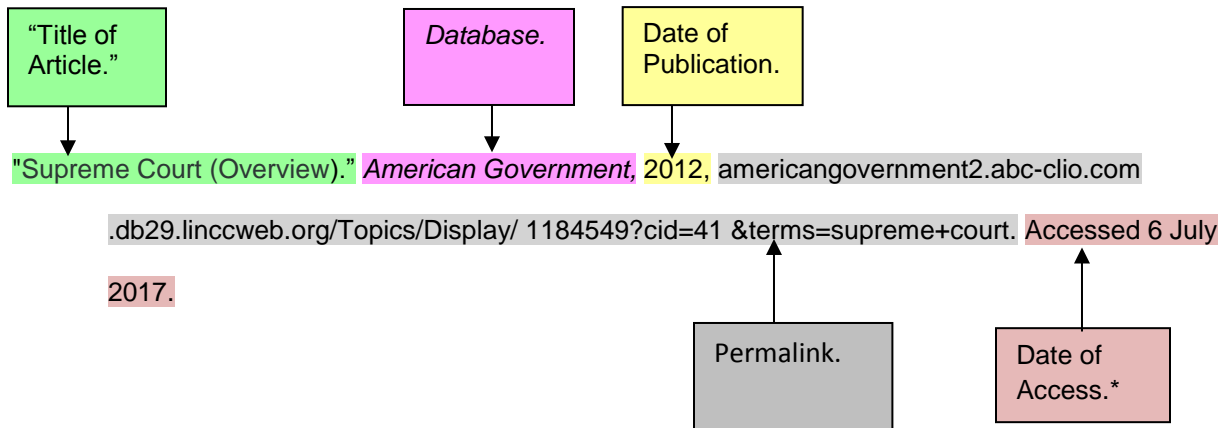 “Title of
Article.”
Database.
Date of
Publication.
"Supreme Court (Overview).” American Government, 2012, americangovernment2.abc-clio.com
.db29.linccweb.org/Topics/Display/ 1184549?cid=41 &terms=supreme+court. Accessed 6 July
2017.
Permalink.
Date of
Access.*